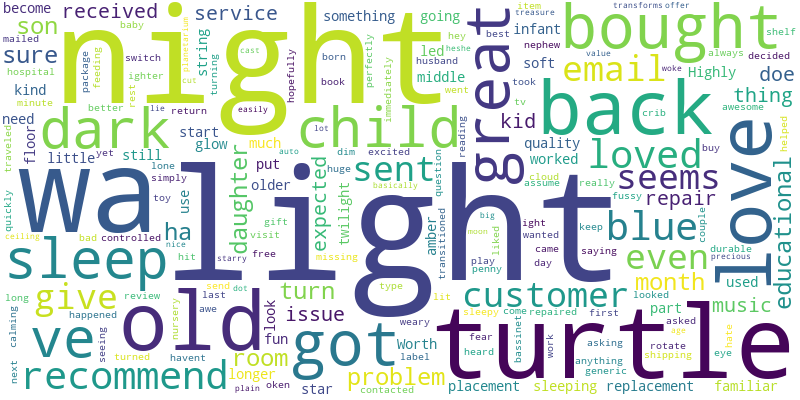 become received service something going hey item transforms offer
son baby best treasure
mailed night infant nephew bought shelf
sure switch string led husband great always
hospital package feeding cast heshe soft took email Highly decided
kind ighter turning born book perfectly middle went tv woke value doe
minute rest cut planetarium hopefully immediately thing
need better lie return easily lot kid crib awesome
dark start much child back
floor glow auto dim excited reading quality buy helped
little yet still lone put huge question worked loved traveled
simply daughter older expected sent cloud assume really seems love
wa use toy basically light fussy repair
quickly gift twilight amber liked big ight keep blue couple educational
ha visit transitioned moon wanted
ceiling bad controlled nice missing play came saying even durable
sleep hit starry free penny day precious
long send dot type lit customer month used
give review last turn sleepy come repaired first looked part music
happened awe issue weary bassinet asked rotate
calming ve nursery old flook got fear turtle age hate
seeing fun Worth heard work asking shipping eye
next turned havent room label anything generic
recommend longer star problem
plain oken contacted placement sleeping replacement familiar